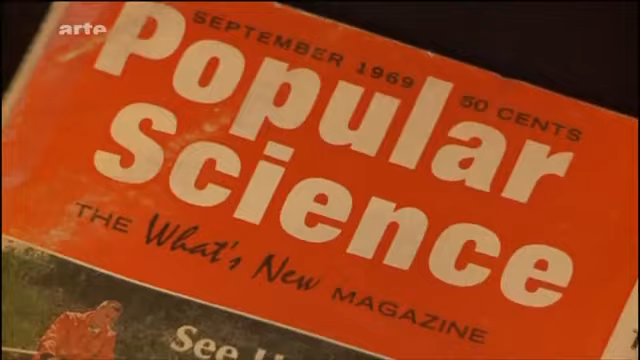 arte
SEPTEMBER 1969 50 CENTS
Popular
Science
THE What's New MAGAZINE
See